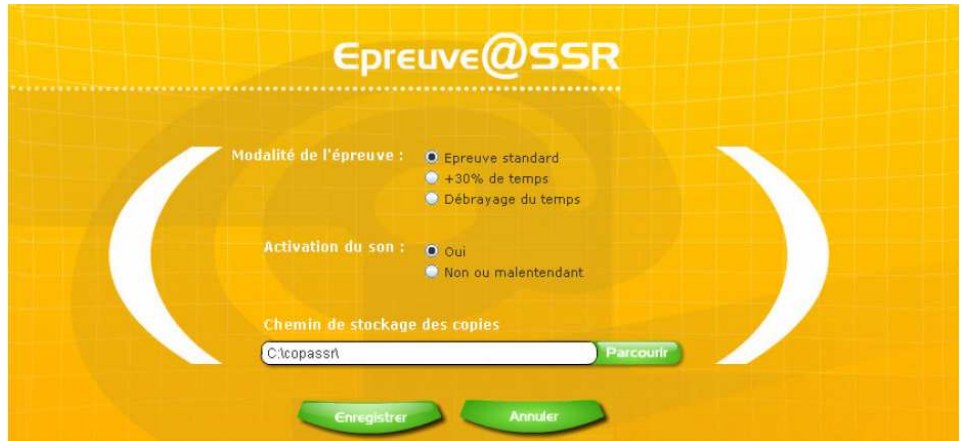 Epreuve@SSR
Modalité de l'épreuve :
Epreuve standard
+30% de temps
Débrayage du temps
Activation du son :
Oui
Non ou malentendant
Chemin de stockage des copies
C:\copassr\
Parcourir
Enregistrer
Annuler